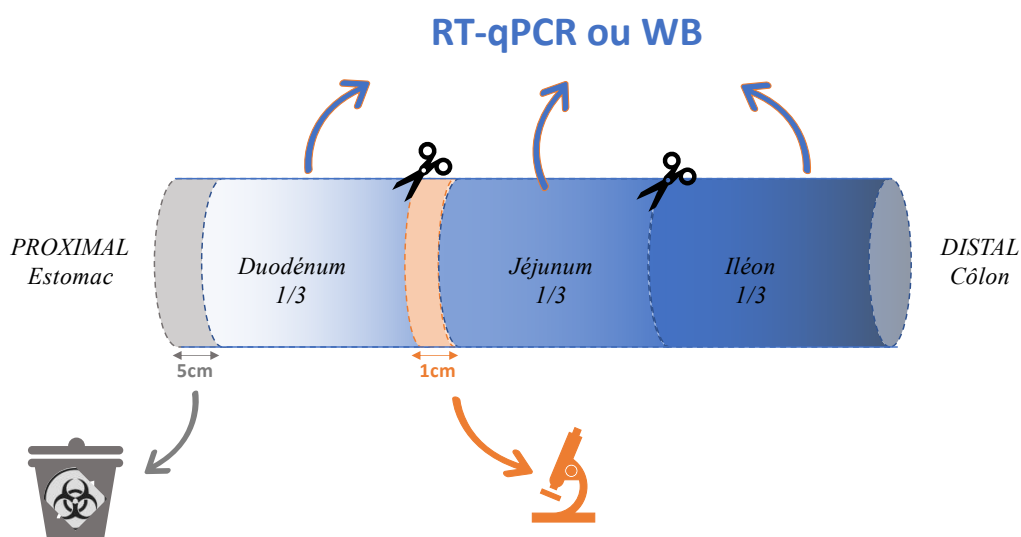 RT-qPCR ou WB
PROXIMAL
Estomac
Duodénum
1/3
Jéjunum
1/3
Iléon
1/3
DISTAL
Côlon
5cm
1cm